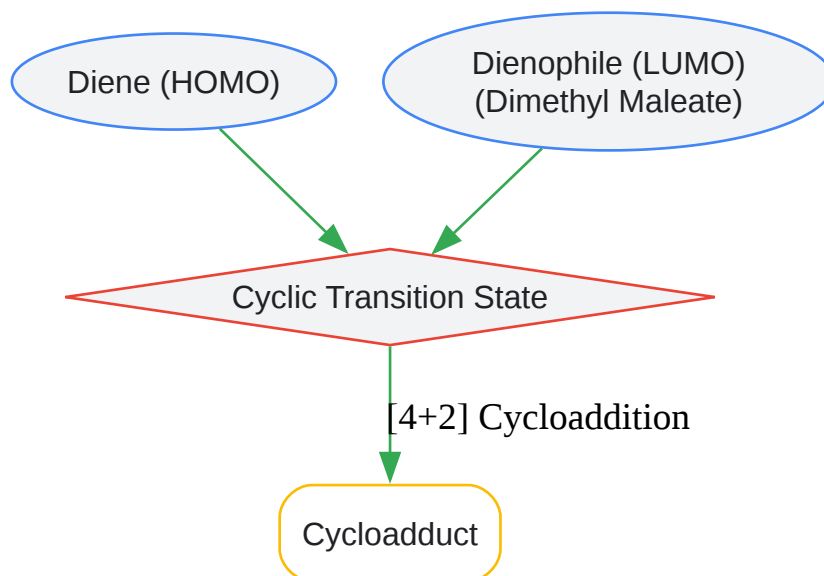 Diene (HOMO)
Dienophile (LUMO)
(Dimethyl Maleate)
Cyclic Transition State
[4+2] Cycloaddition
Cycloadduct